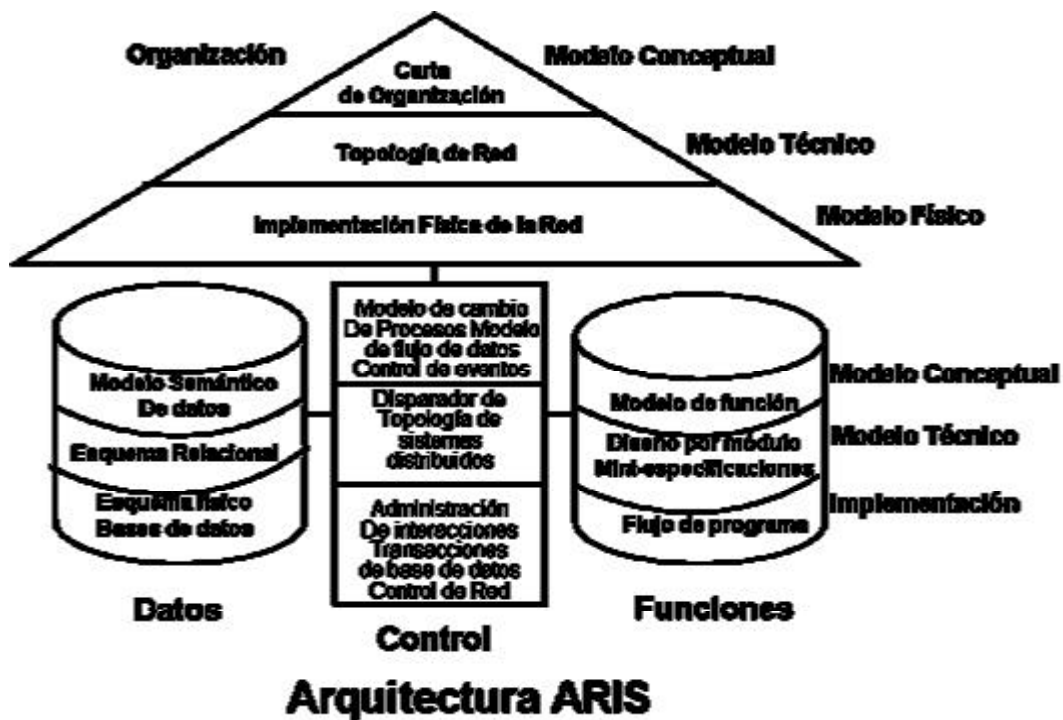 Organización
Modelo Conceptual
Carta
de Organización
Topología de Red
Modelo Técnico
Implementación Física de la Red
Modelo Físico
Modelo Semántico
De datos
Esquema Relacional
Esquema físico
Bases de datos
Datos
Modelo de cambio
De Procesos Modelo
de flujo de datos
Control de eventos
Disparador de
Topología de
sistemas
distribuidos
Administración
De interacciones
Transacciones
de base de datos
Control de Red
Control
Modelo de función
Diseño por módulo
Mini-especificaciones
Flujo de programa
Funciones
Modelo Conceptual
Modelo Técnico
Implementación
Arquitectura ARIS